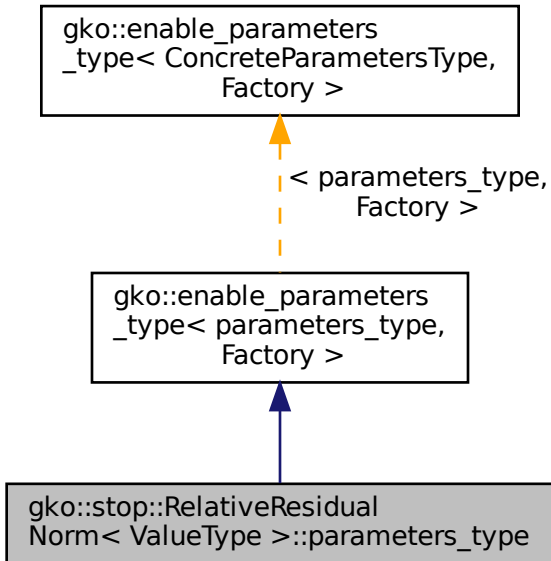 gko::enable_parameters
_type< ConcreteParametersType,
Factory >
< parameters_type,
Factory >
gko::enable_parameters
_type< parameters_type,
Factory >
gko::stop::RelativeResidual
Norm< ValueType >::parameters_type